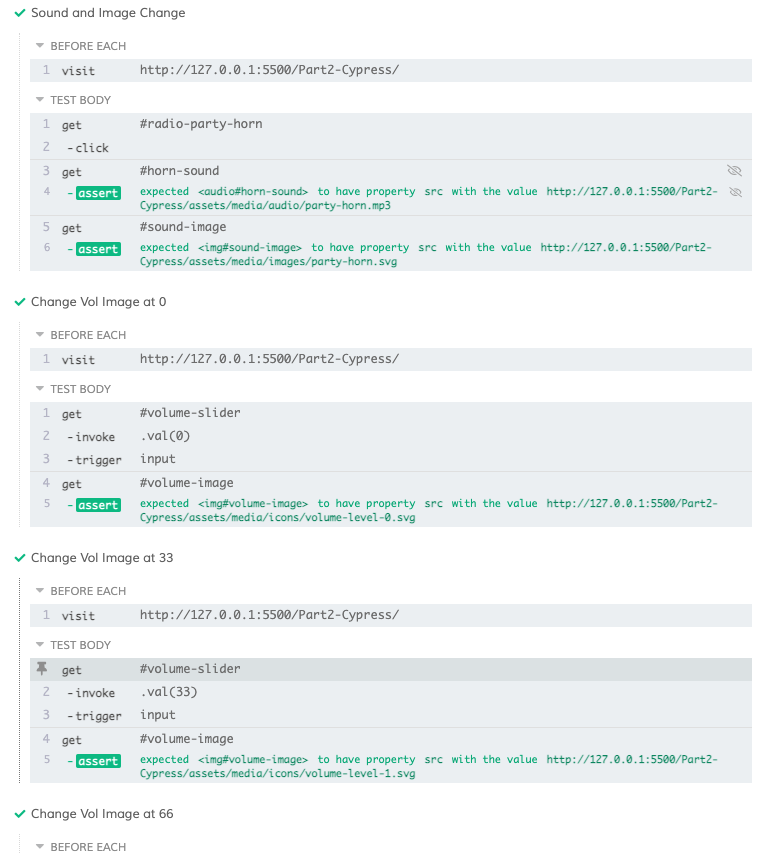 Sound and Image Change
BEFORE EACH
1 visit http://127.0.0.1:5500/Part2-Cypress/
TEST BODY
1 get #radio-party-horn
2 -click
3 get #horn-sound
4 -assert expected <audio#horn-sound> to have property src with the value http://127.0.0.1:5500/Part2-
Cypress/assets/media/audio/party-horn.mp3
5 get #sound-image
6 -assert expected <img#sound-image> to have property src with the value http://127.0.0.1:5500/Part2-
Cypress/assets/media/images/party-horn.svg
Change Vol Image at 0
BEFORE EACH
1 visit http://127.0.0.1:5500/Part2-Cypress/
TEST BODY
1 get #volume-slider
2 -invoke .val(0)
3 -trigger input
4 get #volume-image
5 -assert expected <img#volume-image> to have property src with the value http://127.0.0.1:5500/Part2-
Cypress/assets/media/icons/volume-level-0.svg
Change Vol Image at 33
BEFORE EACH
1 visit http://127.0.0.1:5500/Part2-Cypress/
TEST BODY
get #volume-slider
2 -invoke .val(33)
3 -trigger input
4 get #volume-image
5 -assert expected <img#volume-image> to have property src with the value http://127.0.0.1:5500/Part2-
Cypress/assets/media/icons/volume-level-1.svg
Change Vol Image at 66
BEFORE EACH